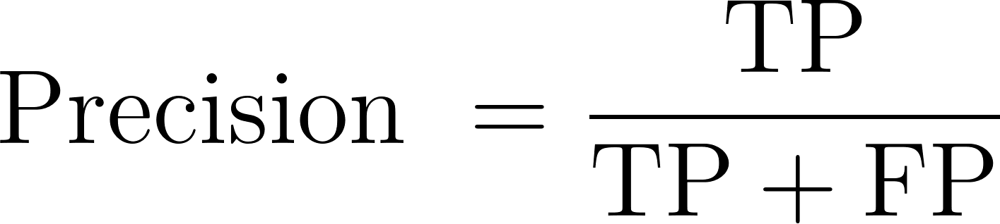 Precision = TP
TP + FP